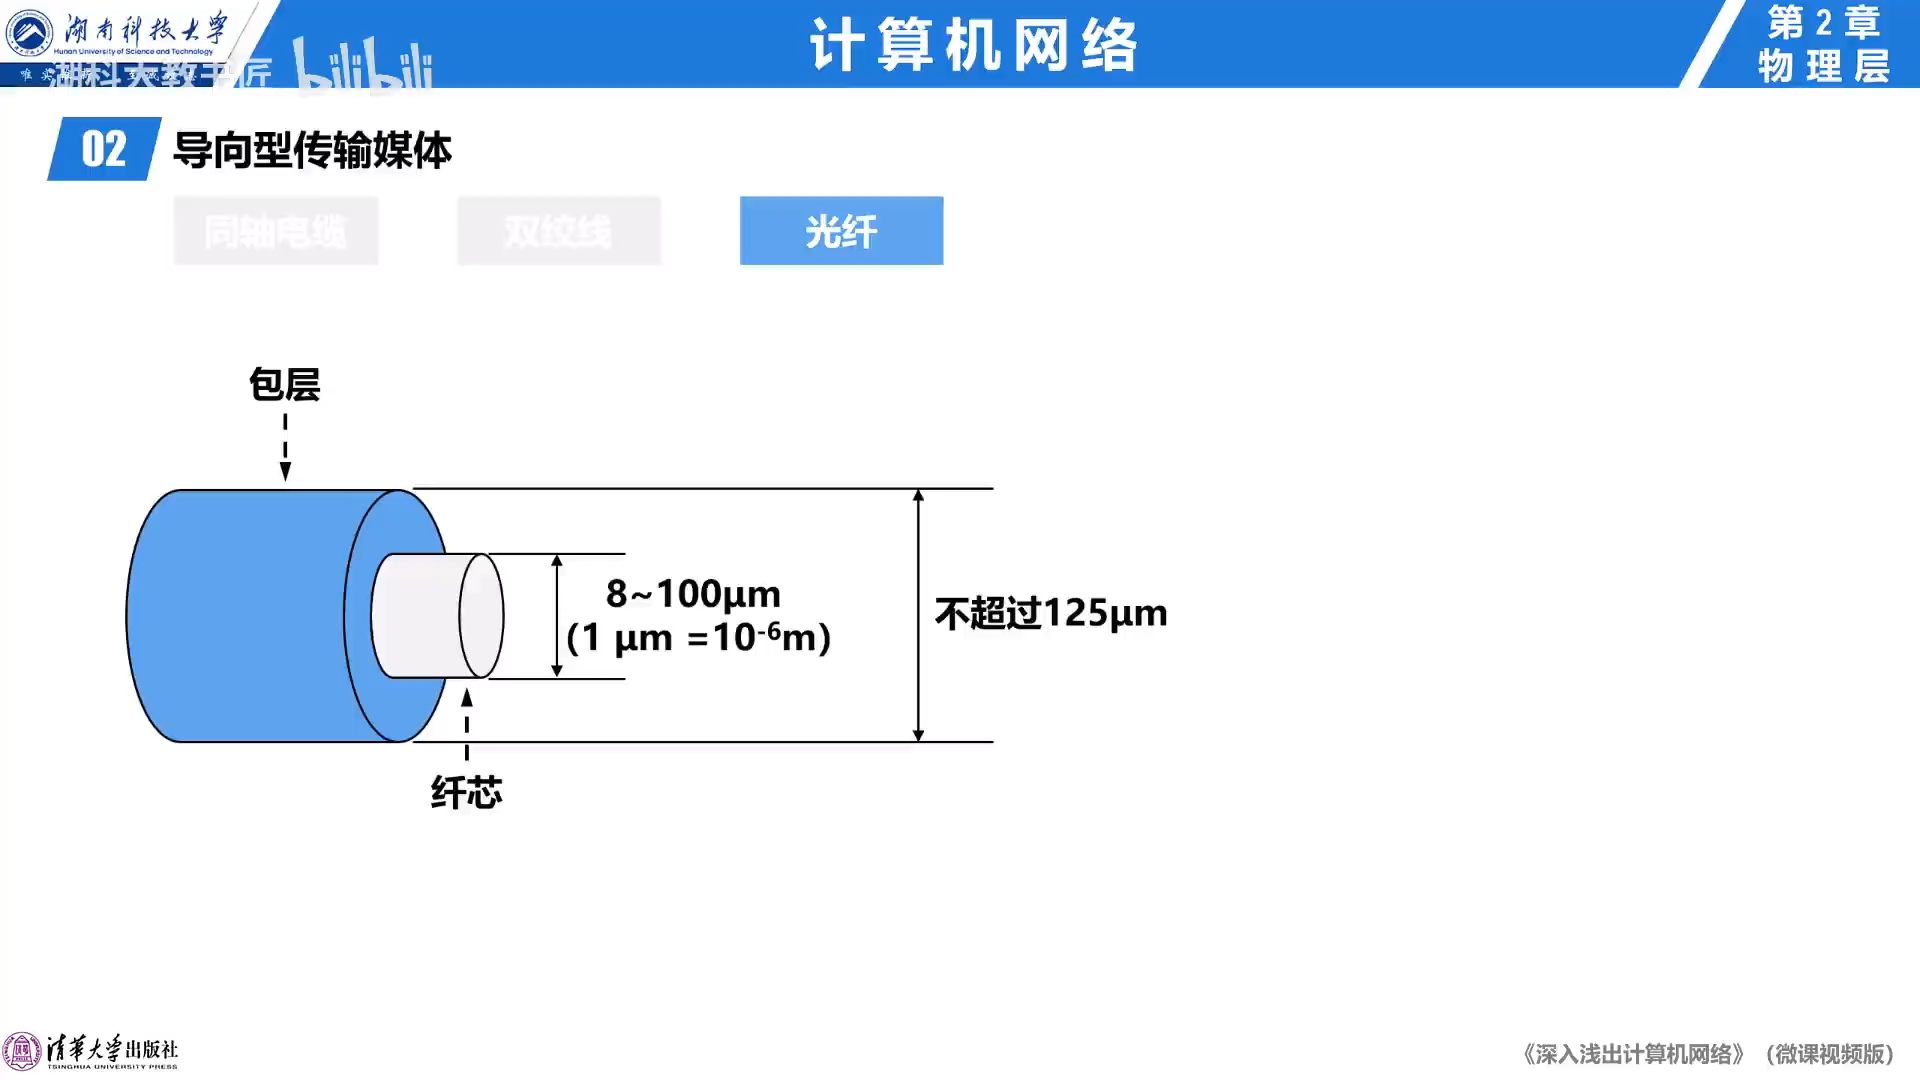 湖南科技大学
Hunan University of Science and Technology
湖科大教书匠 bilibili
计算机网络
第2章
物理层
02 导向型传输媒体
同轴电缆 双绞线 光纤
包层
8~100μm
(1 μm =10-6m)
不超过125μm
纤芯
清华大学出版社
TSINGHUA UNIVERSITY PRESS
《深入浅出计算机网络》（微课视频版）